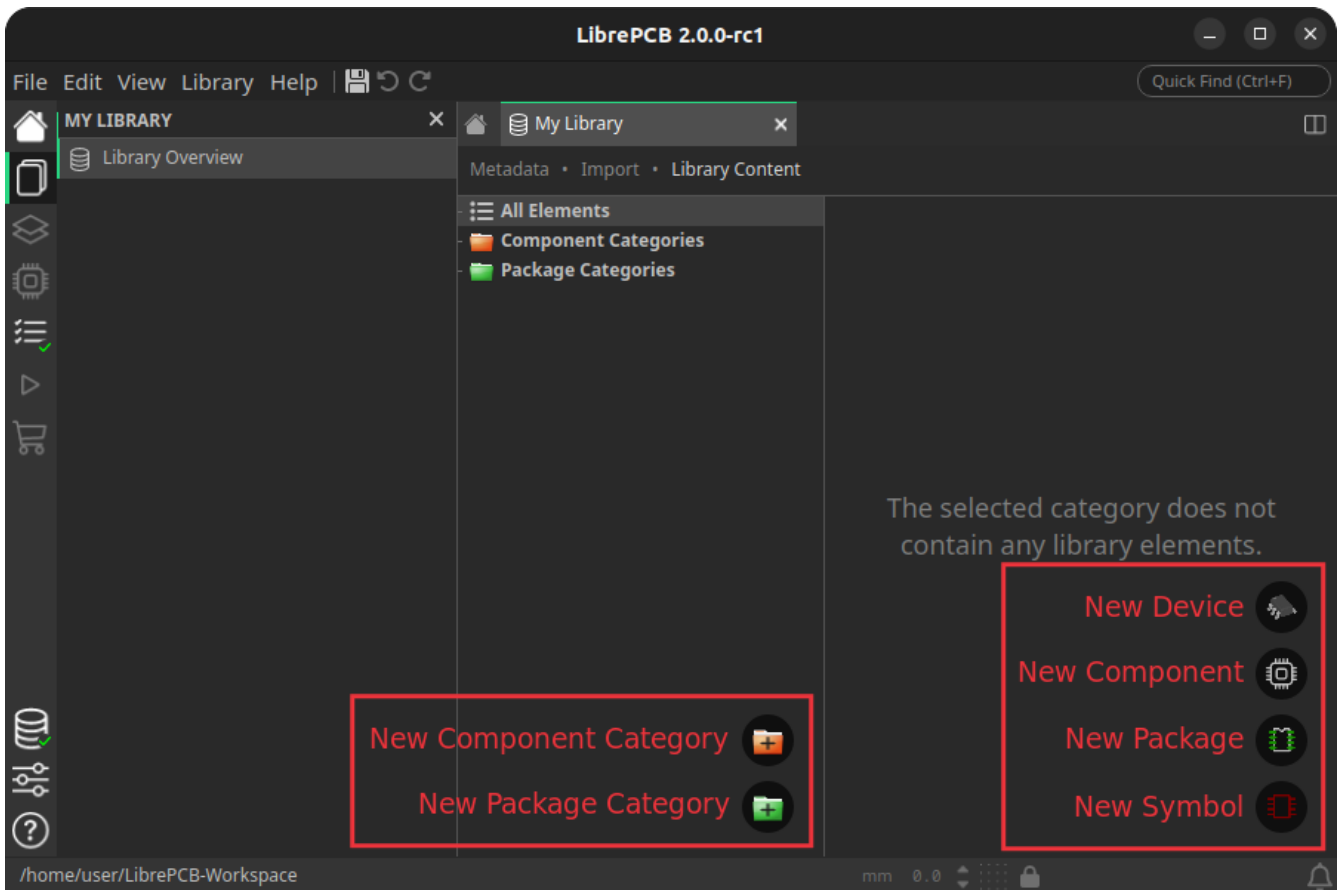 LibrePCB 2.0.0-rc1
File Edit View Library Help
Quick Find (Ctrl+F)
MY LIBRARY
My Library
Library Overview
Metadata • Import • Library Content
All Elements
Component Categories
Package Categories
The selected category does not
contain any library elements.
New Device
New Component
New Package
New Symbol
New Component Category
New Package Category
/home/user/LibrePCB-Workspace
mm 0.0